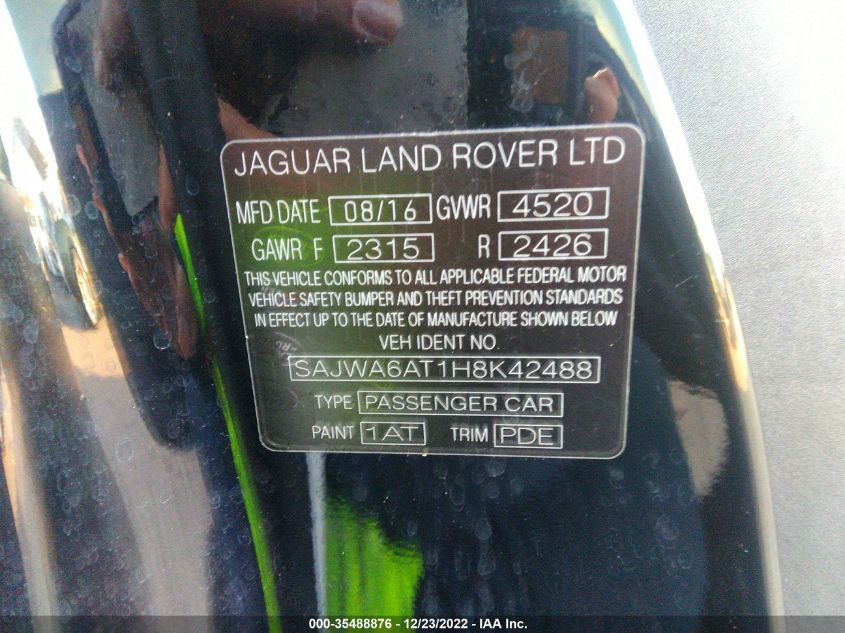 JAGUAR LAND ROVER LTD
MFD DATE 08/16 GVWR 4520
GAWR F 2315 R 2426
THIS VEHICLE CONFORMS TO ALL APPLICABLE FEDERAL MOTOR
VEHICLE SAFETY BUMPER AND THEFT PREVENTION STANDARDS
IN EFFECT UP TO THE DATE OF MANUFACTURE SHOWN BELOW
VEH IDENT NO.
SAJWA6AT1H8K42488
TYPE PASSENGER CAR
PAINT 1AT TRIM PDE
000-35488876 - 12/23/2022 - IAA Inc.